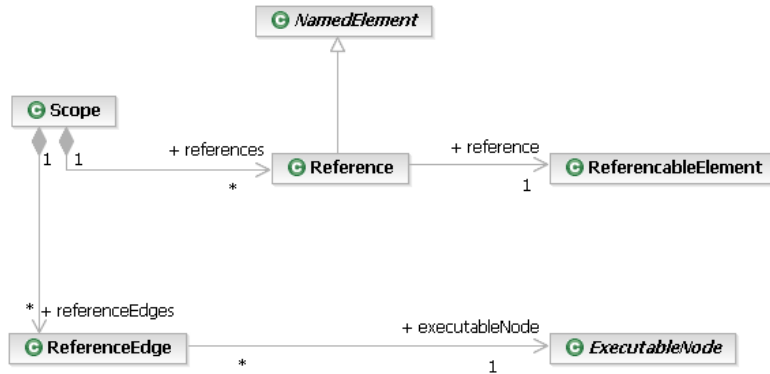 NamedElement
Scope
1
1
+ references
*
Reference
+ reference
1
ReferencableElement
* + referenceEdges
ReferenceEdge
*
+ executableNode
1
ExecutableNode